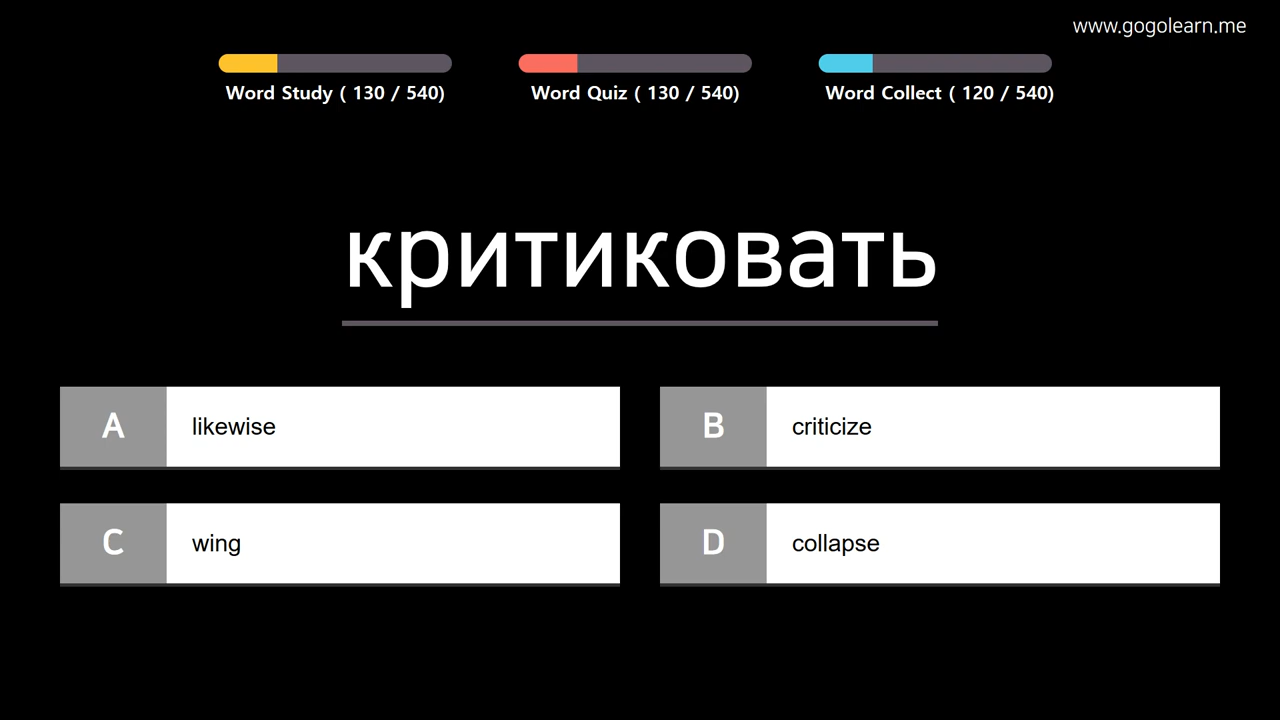 www.gogolearn.me
Word Study ( 130 / 540)
Word Quiz ( 130 / 540)
Word Collect ( 120 / 540)
критиковать
A likewise
B criticize
C wing
D collapse